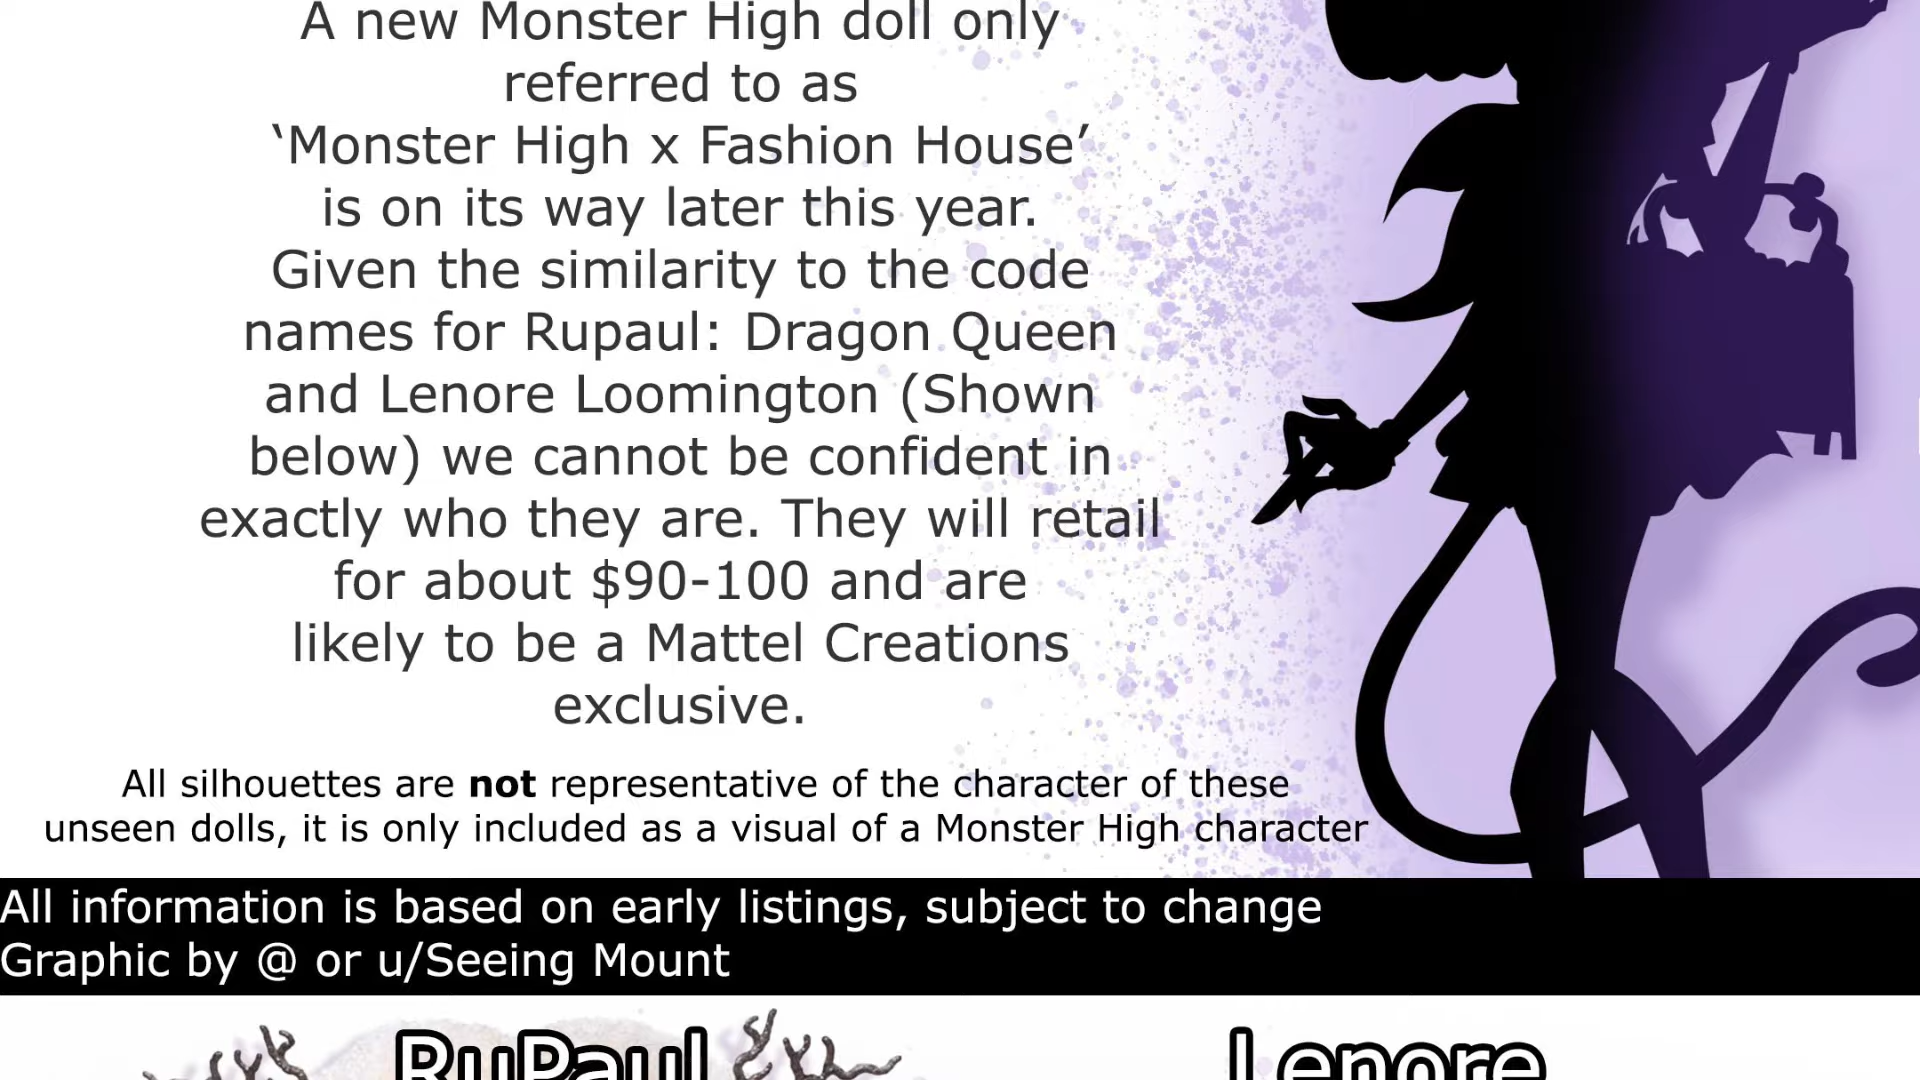 A new Monster High doll only
referred to as
‘Monster High x Fashion House’
is on its way later this year.
Given the similarity to the code
names for Rupaul: Dragon Queen
and Lenore Loomington (Shown
below) we cannot be confident in
exactly who they are. They will retail
for about $90-100 and are
likely to be a Mattel Creations
exclusive.
All silhouettes are not representative of the character of these
unseen dolls, it is only included as a visual of a Monster High character
All information is based on early listings, subject to change
Graphic by @ or u/Seeing Mount
RuPaul
Lenore